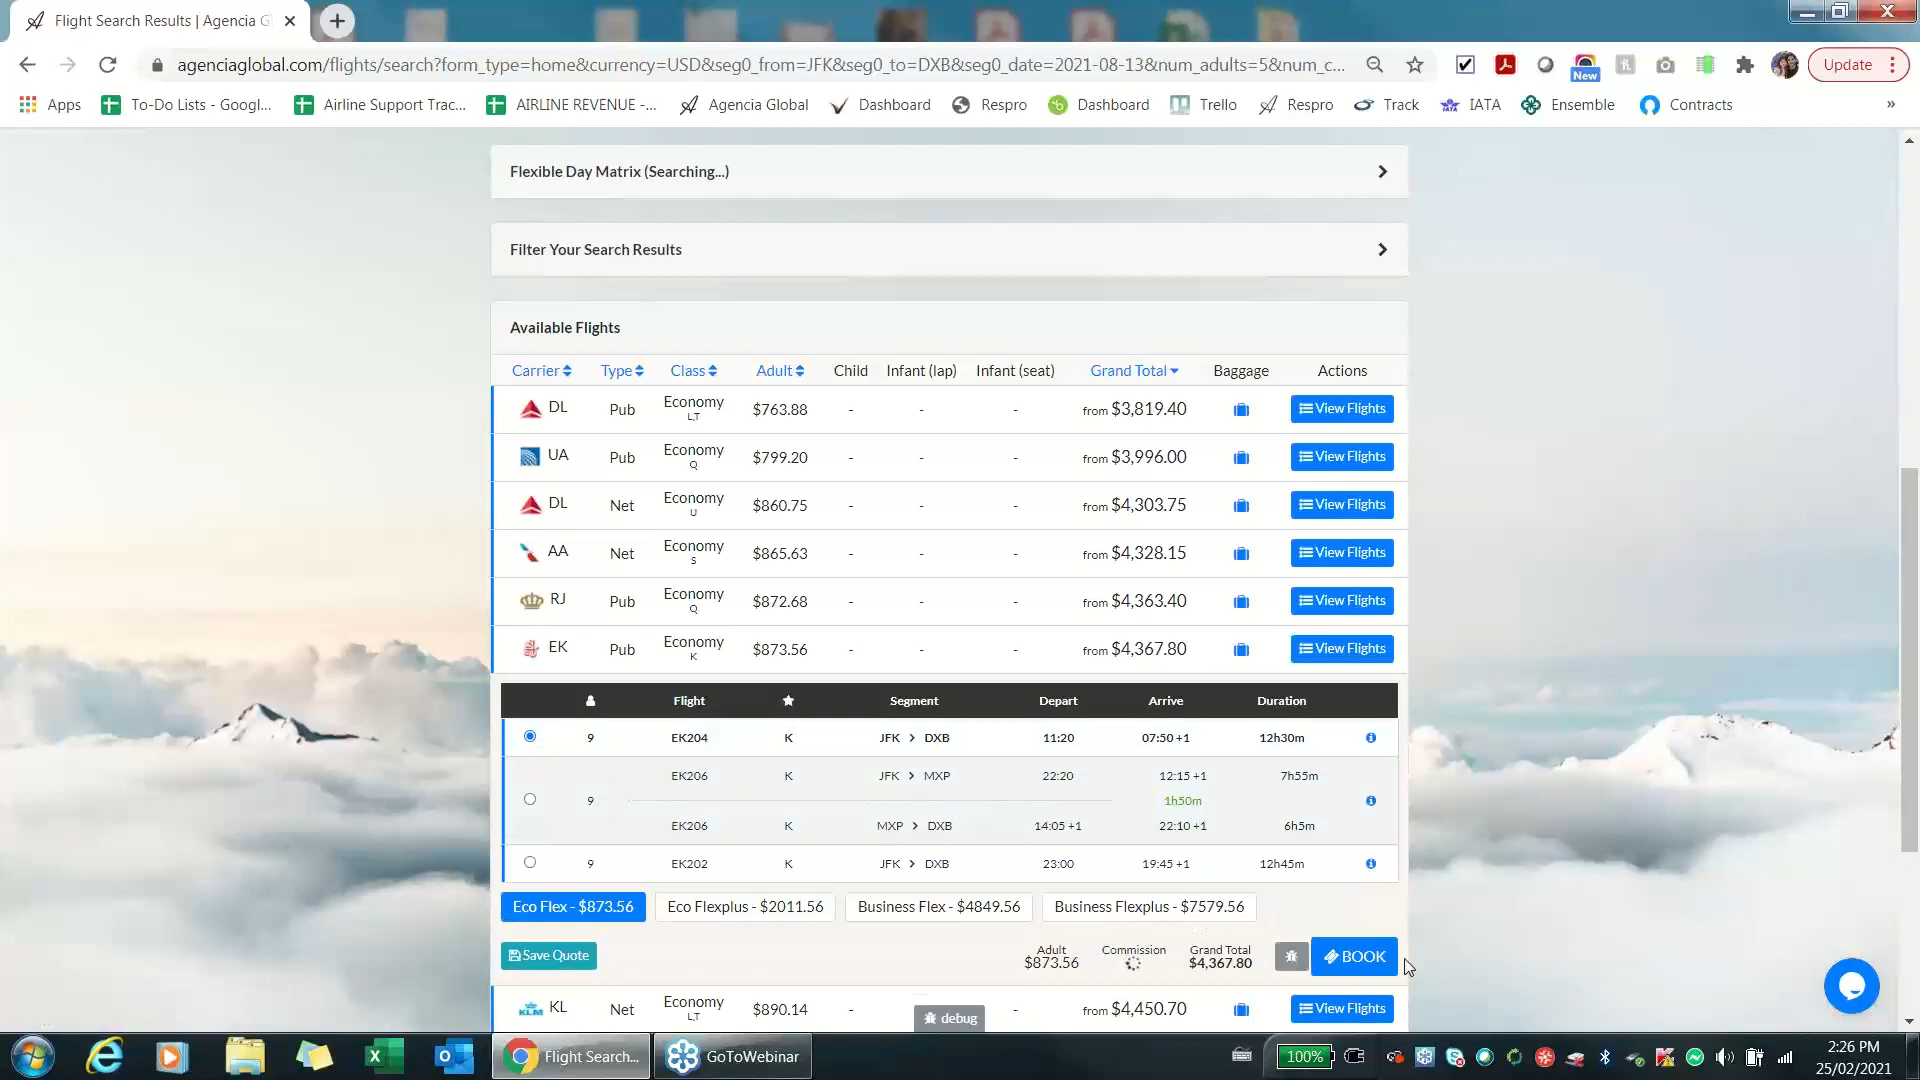 Flight Search Results | Agencia G
agenciaglobal.com/flights/search?form_type=home&currency=USD&seg0_from=JFK&seg0_to=DXB&seg0_date=2021-08-13&num_adults=5&num_c...
New
Update
Apps To-Do Lists - Googl... Airline Support Trac... AIRLINE REVENUE -... Agencia Global Dashboard Respro Dashboard Trello Respro Track IATA Ensemble Contracts »
Flexible Day Matrix (Searching...)
Filter Your Search Results
Available Flights
Carrier Type Class Adult Child Infant (lap) Infant (seat) Grand Total Baggage Actions
DL Pub Economy $763.88 - - - from $3,819.40 View Flights
L,T
UA Pub Economy $799.20 - - - from $3,996.00 View Flights
Q
DL Net Economy $860.75 - - - from $4,303.75 View Flights
U
AA Net Economy $865.63 - - - from $4,328.15 View Flights
S
RJ Pub Economy $872.68 - - - from $4,363.40 View Flights
Q
EK Pub Economy $873.56 - - - from $4,367.80 View Flights
K
Flight Segment Depart Arrive Duration
9 EK204 K JFK > DXB 11:20 07:50 +1 12h30m
EK206 K JFK > MXP 22:20 12:15 +1 7h55m
9 1h50m
EK206 K MXP > DXB 14:05 +1 22:10 +1 6h5m
9 EK202 K JFK > DXB 23:00 19:45 +1 12h45m
Eco Flex - $873.56 Eco Flexplus - $2011.56 Business Flex - $4849.56 Business Flexplus - $7579.56
Save Quote Adult Commission Grand Total BOOK
$873.56 $4,367.80
KL Net Economy $890.14 - - from $4,450.70 View Flights
L,T
debug
Flight Search... GoToWebinar 100% 2:26 PM
25/02/2021